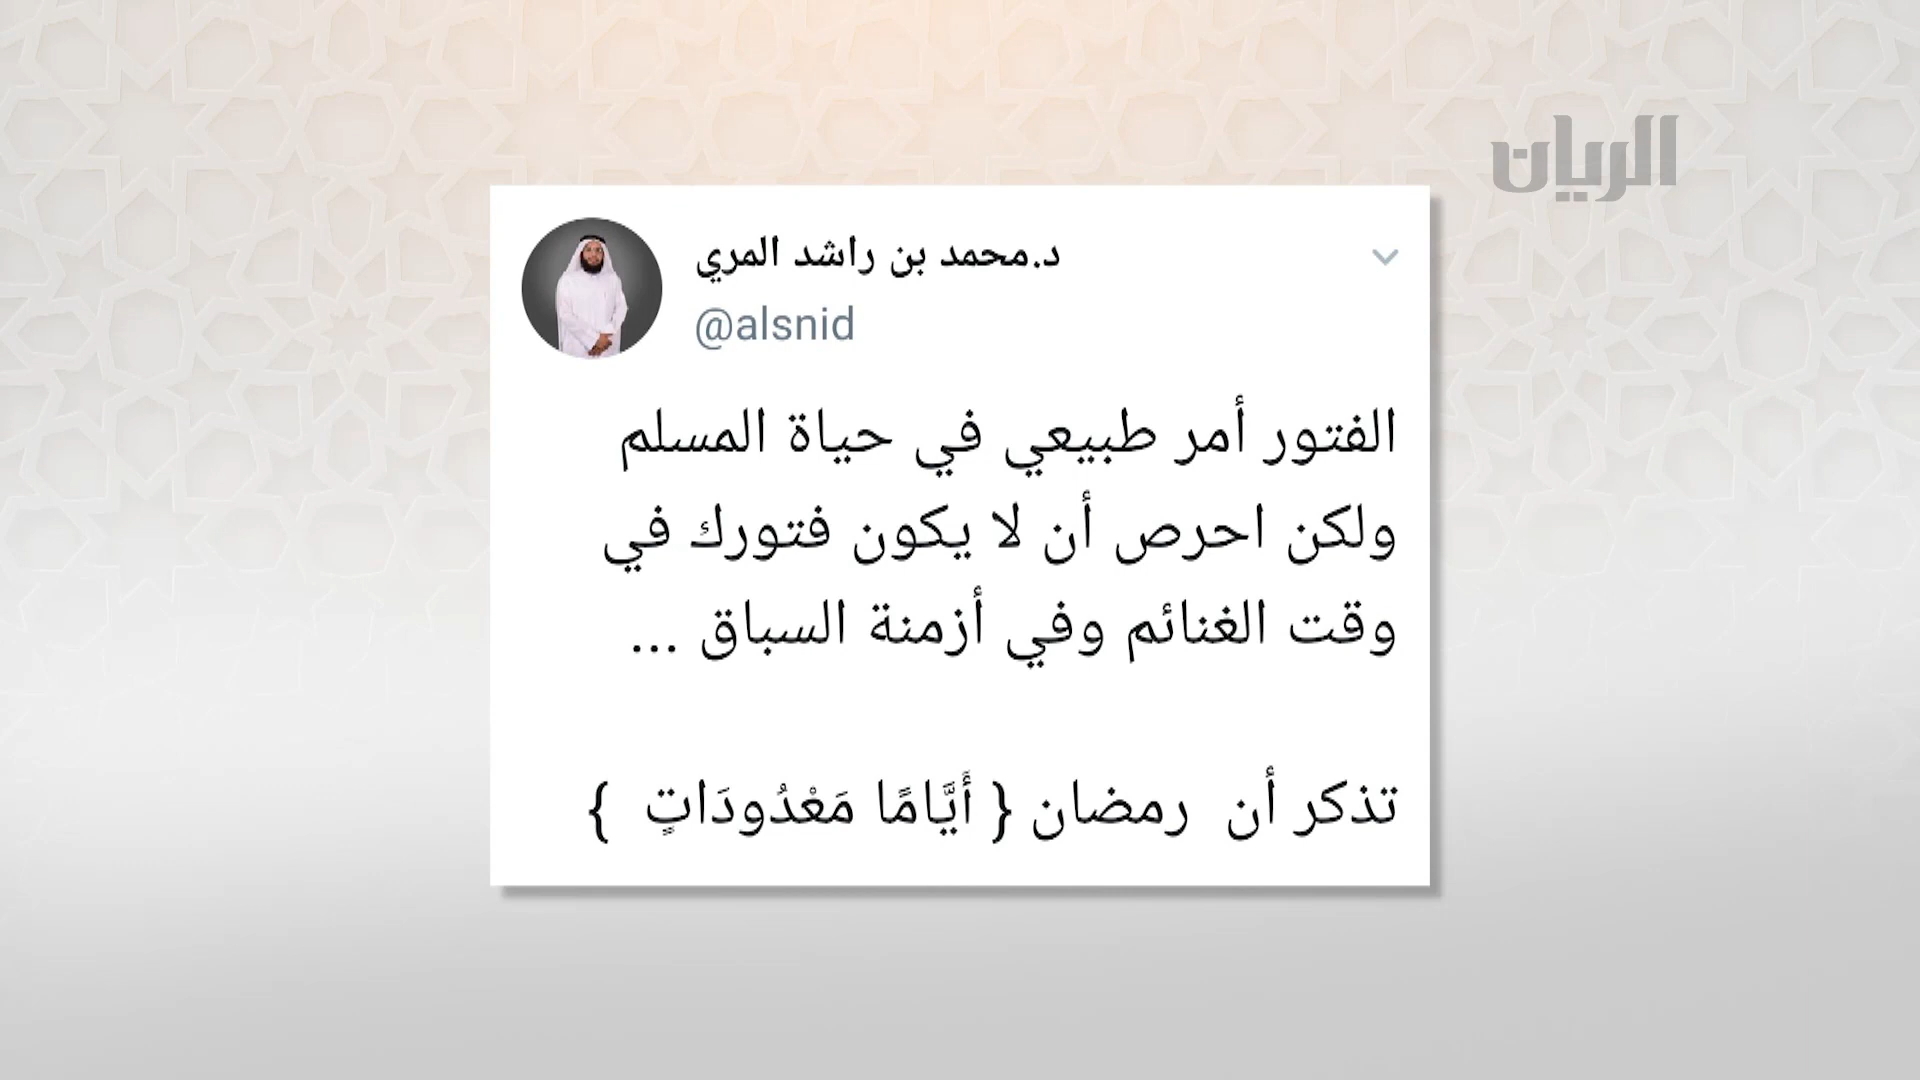 الريان
د.محمد بن راشد المري
@alsnid
الفتور أمر طبيعي في حياة المسلم
ولكن احرص أن لا يكون فتورك في
وقت الغنائم وفي أزمنة السباق ...
تذكر أن رمضان { أَيَّامًا مَعْدُودَاتٍ }